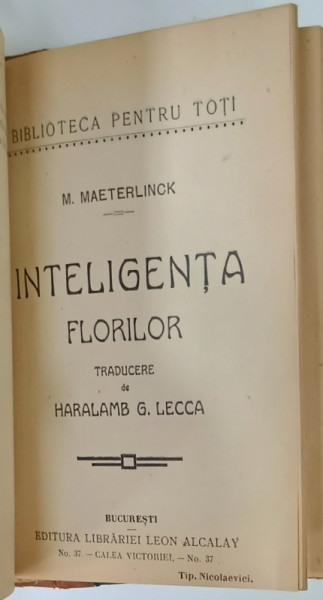 BIBLIOTECA PENTRU TOȚI
M. MAETERLINCK
INTELIGENȚA
FLORILOR
TRADUCERE
de
HARALAMB G. LECCA
BUCUREȘTI
EDITURA LIBRĂRIEI LEON ALCALAY
No. 37 – CALEA VICTORIEI, – No. 37
Tip. Nicolaevici.